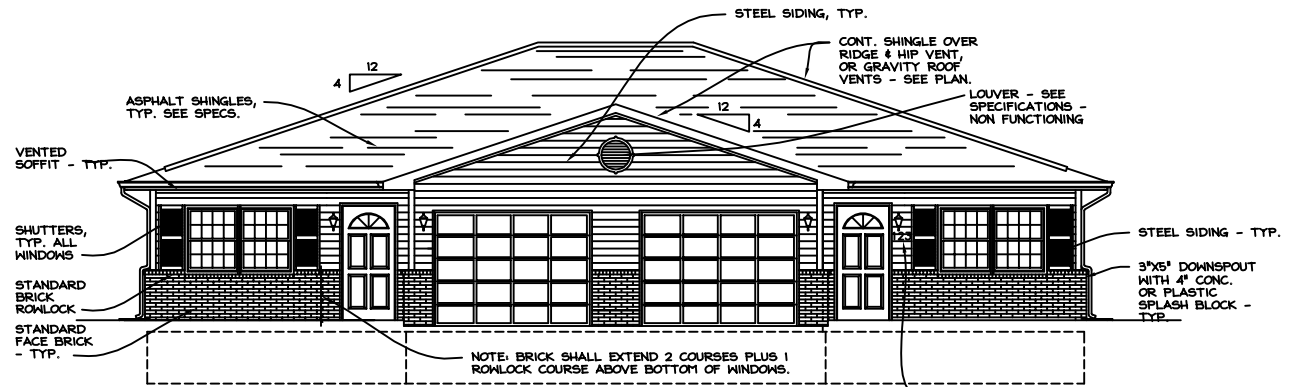 STEEL SIDING, TYP.
12
4
CONT. SHINGLE OVER
RIDGE & HIP VENT,
OR GRAVITY ROOF
VENTS - SEE PLAN.
ASPHALT SHINGLES,
TYP. SEE SPECS.
12
4
LOUVER - SEE
SPECIFICATIONS -
NON FUNCTIONING
VENTED
SOFFIT - TYP.
SHUTTERS,
TYP. ALL
WINDOWS
123
STEEL SIDING - TYP.
STANDARD
BRICK
ROWLOCK
3"X5" DOWNSPOUT
WITH 4" CONC.
OR PLASTIC
SPLASH BLOCK -
TYP.
STANDARD
FACE BRICK
- TYP.
NOTE: BRICK SHALL EXTEND 2 COURSES PLUS 1
ROWLOCK COURSE ABOVE BOTTOM OF WINDOWS.